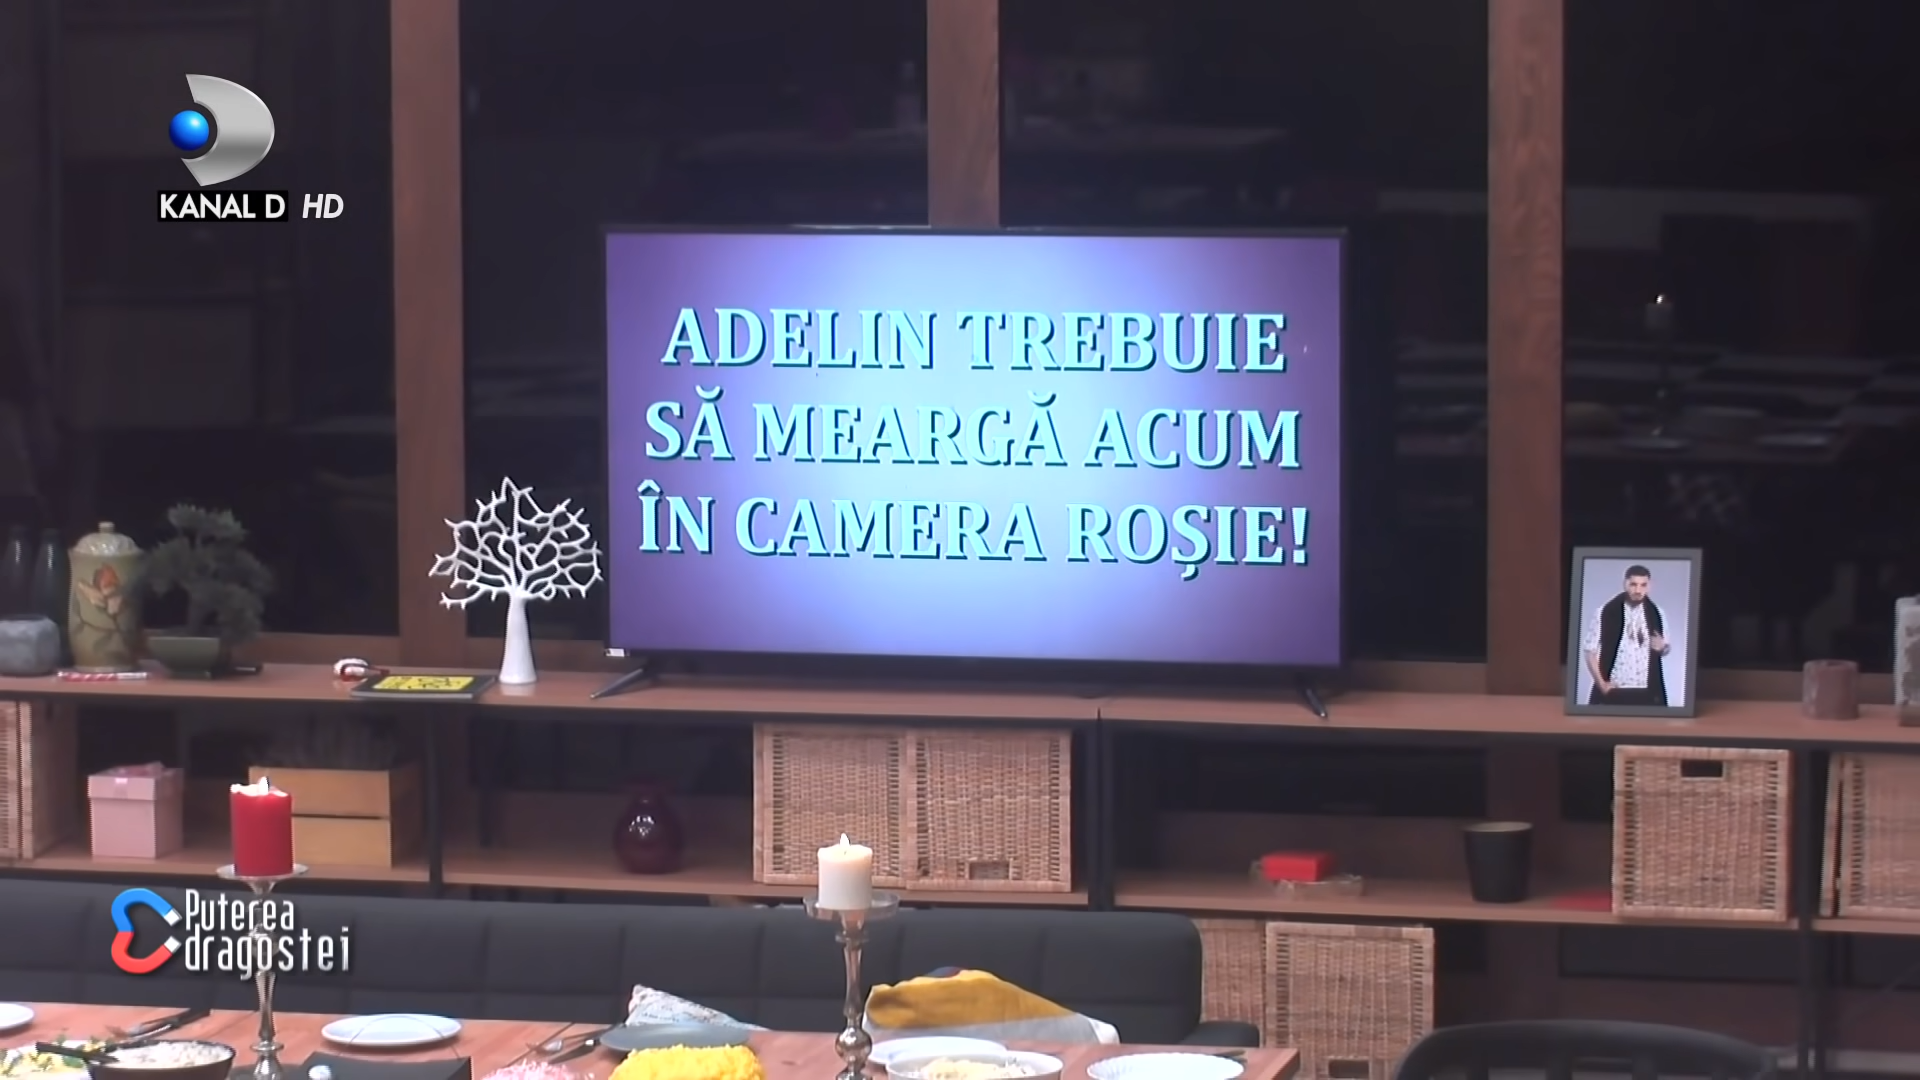 KANAL D HD
ADELIN TREBUIE
SĂ MEARGĂ ACUM
ÎN CAMERA ROȘIE!
Puterea
dragostei